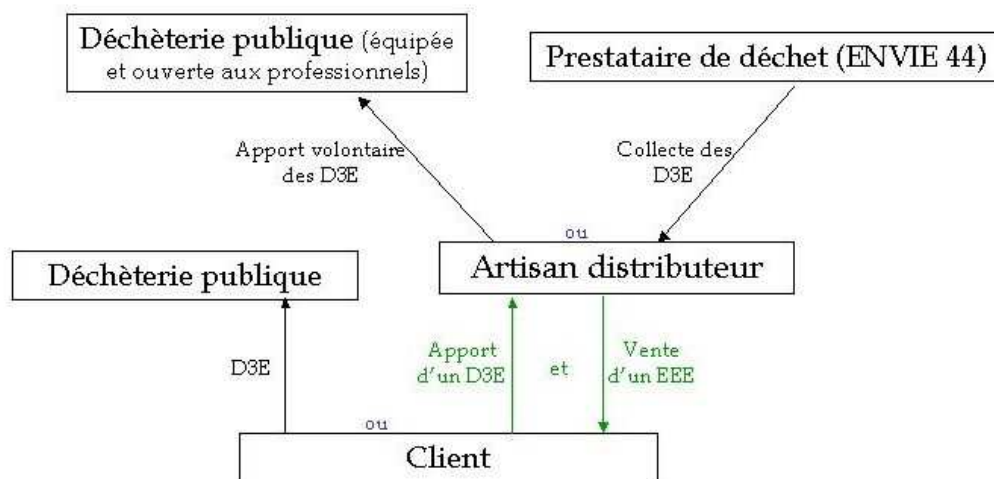 Déchèterie publique (équipée
et ouverte aux professionnels)
Prestataire de déchet (ENVIE 44)
Apport volontaire
des D3E
Collecte des
D3E
ou
Artisan distributeur
Déchèterie publique
D3E
Apport
d'un D3E
et
Vente
d'un EEE
ou
Client